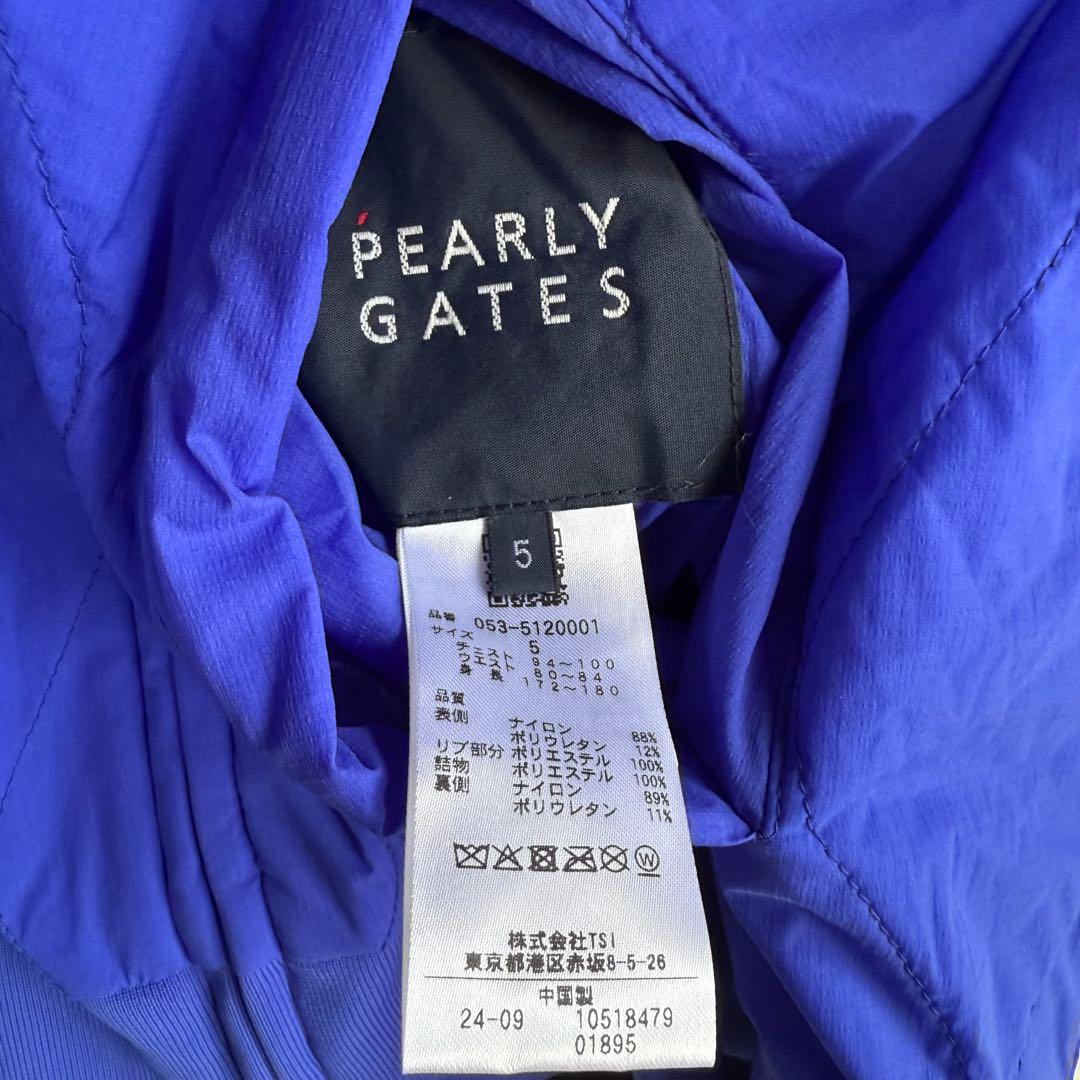 PEARLY
GATES
5
品番 053-5120001
サイズ 5
チェスト 94～100
ウエスト 80～84
身長 172～180
品質
表側 ナイロン 88%
ポリウレタン 12%
リブ部分 ポリエステル 100%
詰物 ポリエステル 100%
裏側 ナイロン 89%
ポリウレタン 11%
W
株式会社TSI
東京都港区赤坂8-5-26
中国製
24-09 10518479
01895